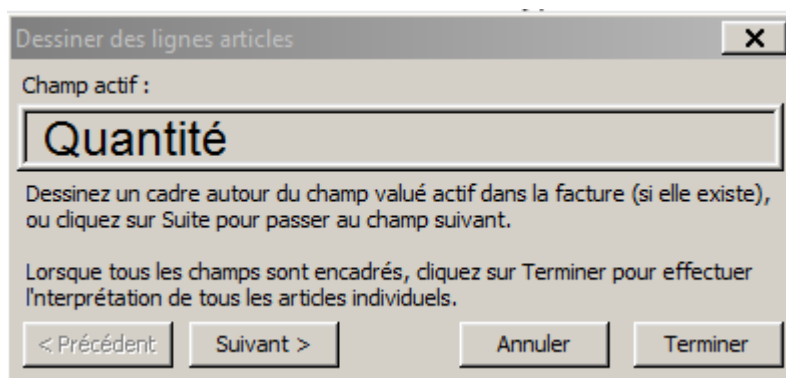 Dessiner des lignes articles
Champ actif :
Quantité
Dessinez un cadre autour du champ valué actif dans la facture (si elle existe),
ou cliquez sur Suite pour passer au champ suivant.
Lorsque tous les champs sont encadrés, cliquez sur Terminer pour effectuer
l'nterprétation de tous les articles individuels.
< Précédent Suivant > Annuler Terminer